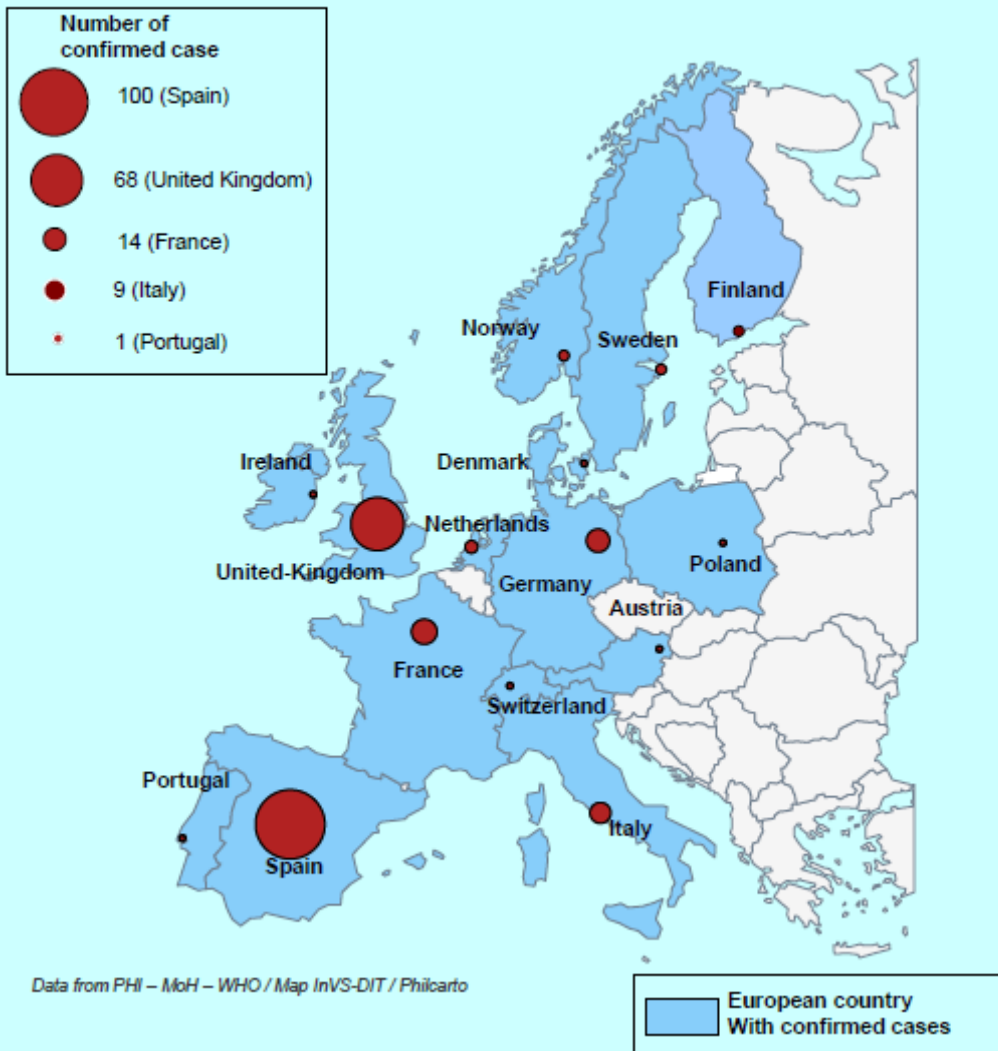 Number of
confirmed case
100 (Spain)
68 (United Kingdom)
14 (France)
9 (Italy)
1 (Portugal)
Finland
Norway
Sweden
Ireland
Denmark
Netherlands
United-Kingdom
Germany
Poland
Austria
France
Switzerland
Portugal
Italy
Spain
Data from PHI – MoH – WHO / Map InVS-DIT / Philcarto
European country
With confirmed cases